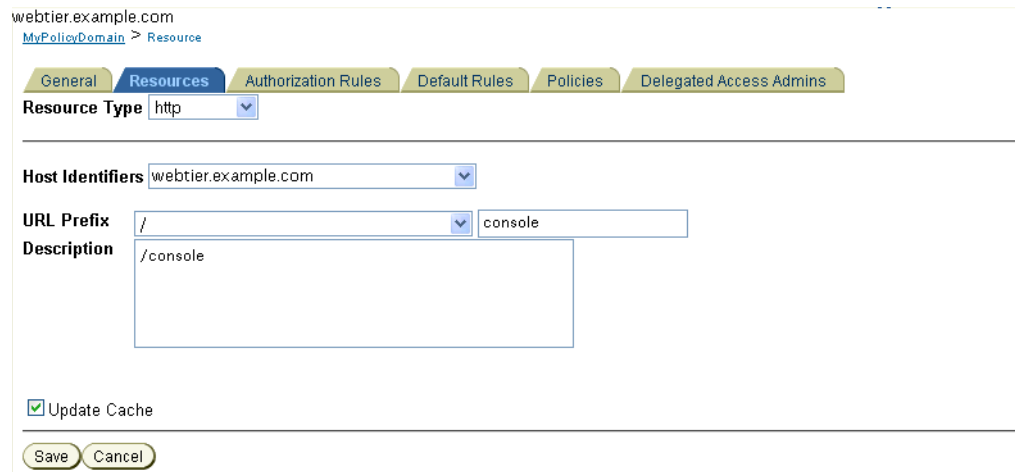 webtier.example.com
MyPolicyDomain > Resource
General Resources Authorization Rules Default Rules Policies Delegated Access Admins
Resource Type http
Host Identifiers webtier.example.com
URL Prefix / console
Description /console
Update Cache
Save Cancel